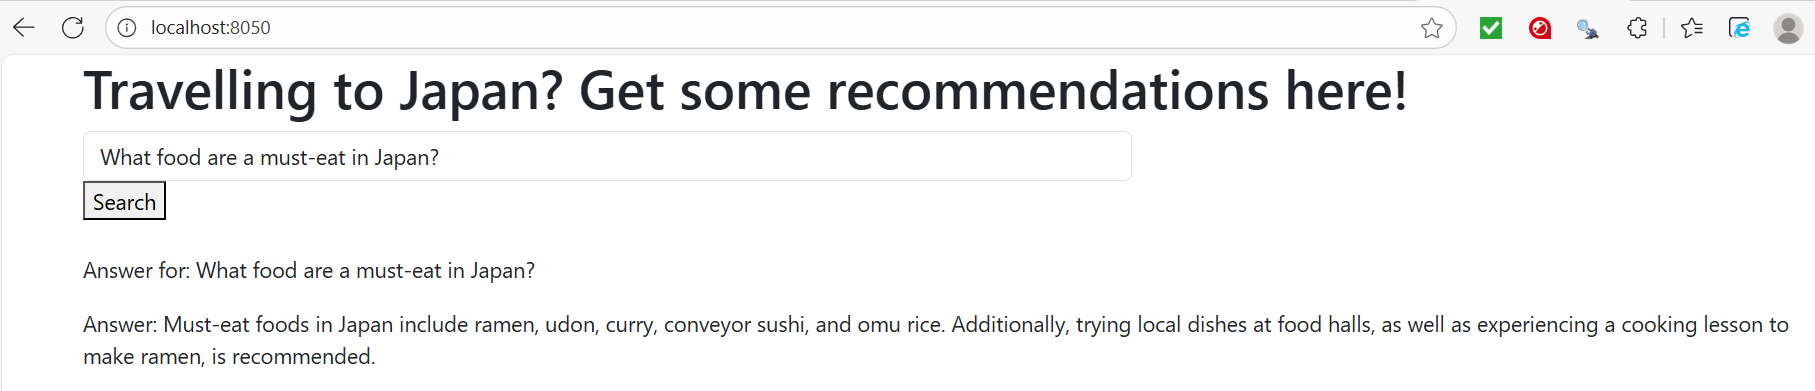 localhost:8050
Travelling to Japan? Get some recommendations here!
What food are a must-eat in Japan?
Search
Answer for: What food are a must-eat in Japan?
Answer: Must-eat foods in Japan include ramen, udon, curry, conveyor sushi, and omu rice. Additionally, trying local dishes at food halls, as well as experiencing a cooking lesson to
make ramen, is recommended.